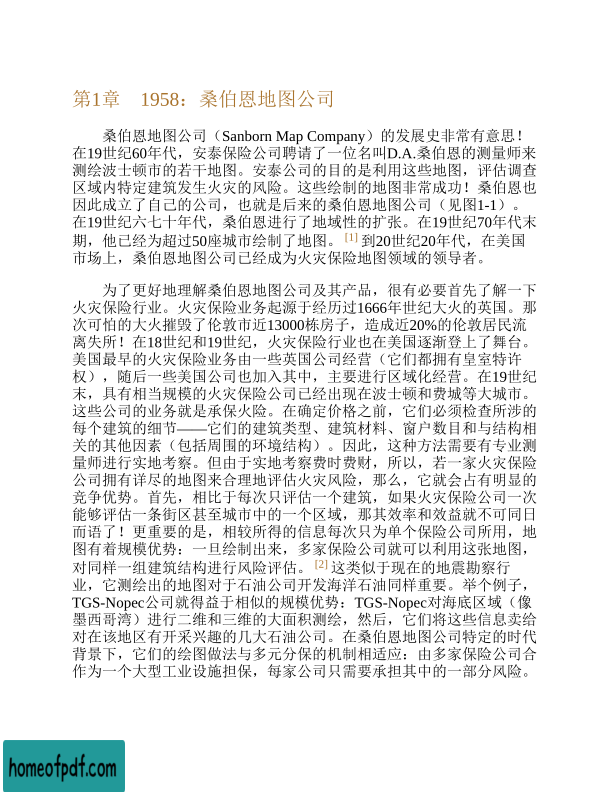 第1章　1958：桑伯恩地图公司
桑伯恩地图公司（Sanborn Map Company）的发展史非常有意思！
在19世纪60年代，安泰保险公司聘请了一位名叫D.A.桑伯恩的测量师来
测绘波士顿市的若干地图。安泰公司的目的是利用这些地图，评估调查
区域内特定建筑发生火灾的风险。这些绘制的地图非常成功！桑伯恩也
因此成立了自己的公司，也就是后来的桑伯恩地图公司（见图1-1）。
在19世纪六七十年代，桑伯恩进行了地域性的扩张。在19世纪70年代末
期，他已经为超过50座城市绘制了地图。[1] 到20世纪20年代，在美国
市场上，桑伯恩地图公司已经成为火灾保险地图领域的领导者。
为了更好地理解桑伯恩地图公司及其产品，很有必要首先了解一下
火灾保险行业。火灾保险业务起源于经历过1666年世纪大火的英国。那
次可怕的大火摧毁了伦敦市近13000栋房子，造成近20%的伦敦居民流
离失所！在18世纪和19世纪，火灾保险行业也在美国逐渐登上了舞台。
美国最早的火灾保险业务由一些英国公司经营（它们都拥有皇室特许
权），随后一些美国公司也加入其中，主要进行区域化经营。在19世纪
末，具有相当规模的火灾保险公司已经出现在波士顿和费城等大城市。
这些公司的业务就是承保火险。在确定价格之前，它们必须检查所涉的
每个建筑的细节——它们的建筑类型、建筑材料、窗户数目和与结构相
关的其他因素（包括周围的环境结构）。因此，这种方法需要有专业测
量师进行实地考察。但由于实地考察费时费财，所以，若一家火灾保险
公司拥有详尽的地图来合理地评估火灾风险，那么，它就会占有明显的
竞争优势。首先，相比于每次只评估一个建筑，如果火灾保险公司一次
能够评估一条街区甚至城市中的一个区域，那其效率和效益就不可同日
而语了！更重要的是，相较所得的信息每次只为单个保险公司所用，地
图有着规模优势：一旦绘制出来，多家保险公司就可以利用这张地图，
对同样一组建筑结构进行风险评估。[2] 这类似于现在的地震勘察行
业，它测绘出的地图对于石油公司开发海洋石油同样重要。举个例子，
TGS-Nopec公司就得益于相似的规模优势：TGS-Nopec对海底区域（像
墨西哥湾）进行二维和三维的大面积测绘，然后，它们将这些信息卖给
对在该地区有开采兴趣的几大石油公司。在桑伯恩地图公司特定的时代
背景下，它们的绘图做法与多元分保的机制相适应：由多家保险公司合
作为一个大型工业设施担保，每家公司只需要承担其中的一部分风险。
homeofpdf.com